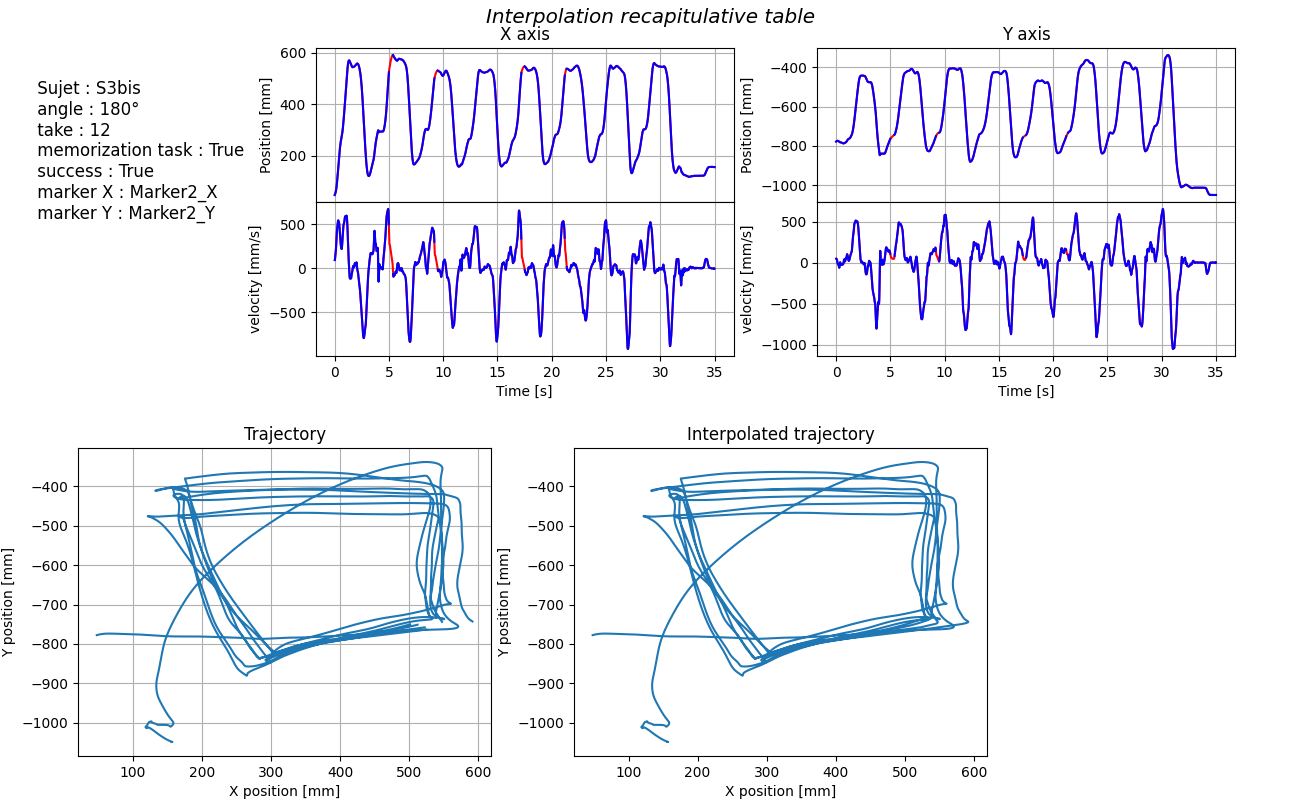 Interpolation recapitulative table
Sujet : S3bis
angle : 180°
take : 12
memorization task : True
success : True
marker X : Marker2_X
marker Y : Marker2_Y
X axis
Position [mm]
600
400
200
velocity [mm/s]
500
0
−500
0 5 10 15 20 25 30 35
Time [s]
Y axis
Position [mm]
−400
−600
−800
−1000
velocity [mm/s]
500
0
−500
−1000
0 5 10 15 20 25 30 35
Time [s]
Trajectory
Y position [mm]
−400
−500
−600
−700
−800
−900
−1000
100 200 300 400 500 600
X position [mm]
Interpolated trajectory
Y position [mm]
−400
−500
−600
−700
−800
−900
−1000
100 200 300 400 500 600
X position [mm]